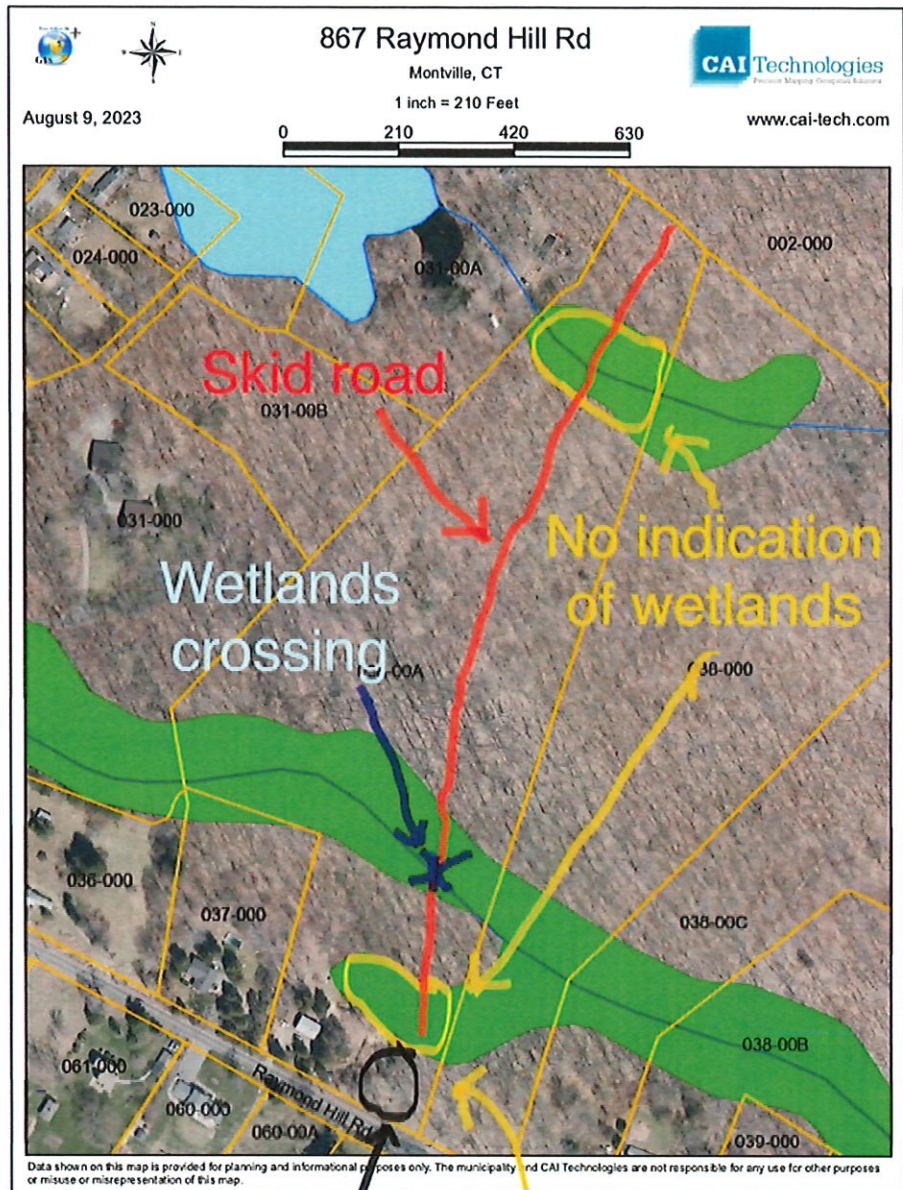 867 Raymond Hill Rd
Montville, CT
1 inch = 210 Feet
CAI Technologies
August 9, 2023
www.cai-tech.com
0 210 420 630
023-000
024-000
031-00A
002-000
Skid road
031-00B
031-000
No indication
of wetlands
Wetlands
crossing
038-000
036-000
037-000
038-00C
038-00B
061-000
060-000
Raymond Hill Rd
060-00A
039-000
Data shown on this map is provided for planning and informational purposes only. The municipality and CAI Technologies are not responsible for any use for other purposes
or misuse or misrepresentation of this map.